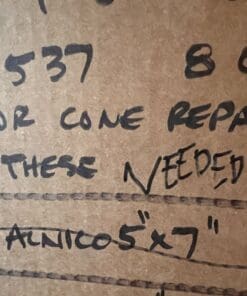 537 8
OR CONE REPA
THESE NEEDED
ALNICO 5"x7"